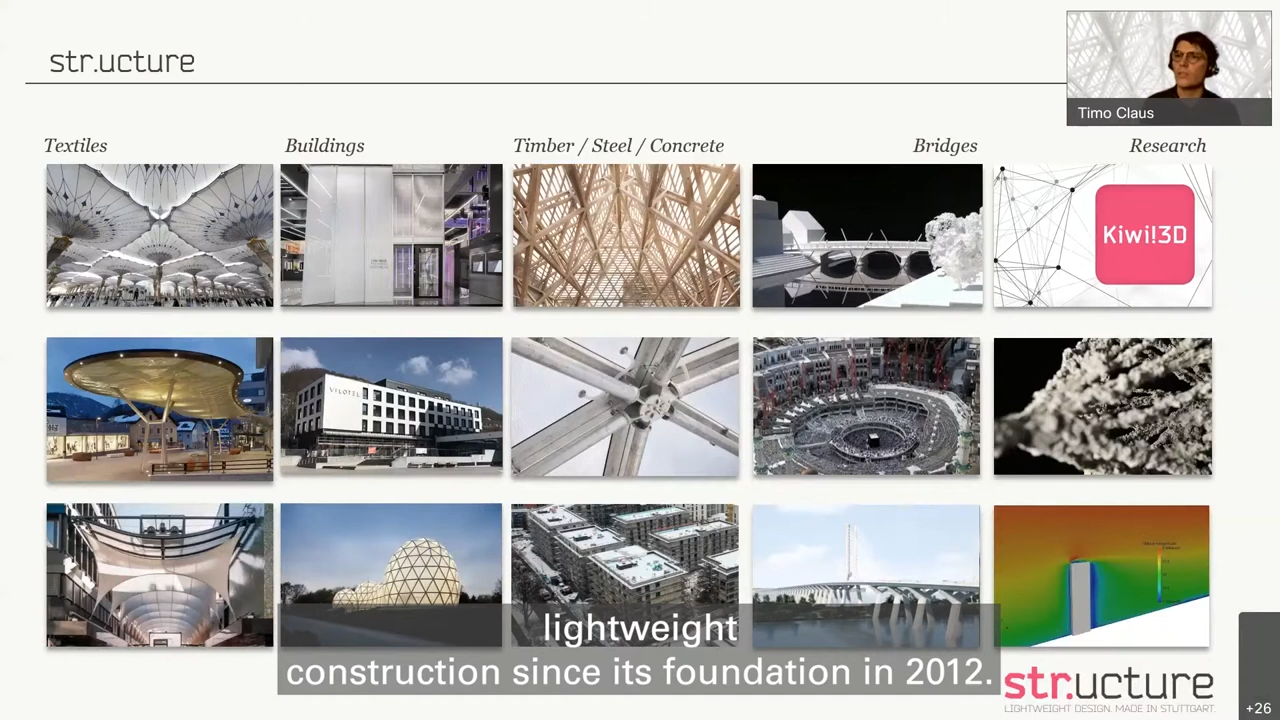 str.ucture
Timo Claus
Textiles
Buildings
Timber / Steel / Concrete
Bridges
Research
Kiwi!3D
VILOTEL
lightweight
construction since its foundation in 2012.
str.ucture
LIGHTWEIGHT DESIGN. MADE IN STUTTGART.
+26